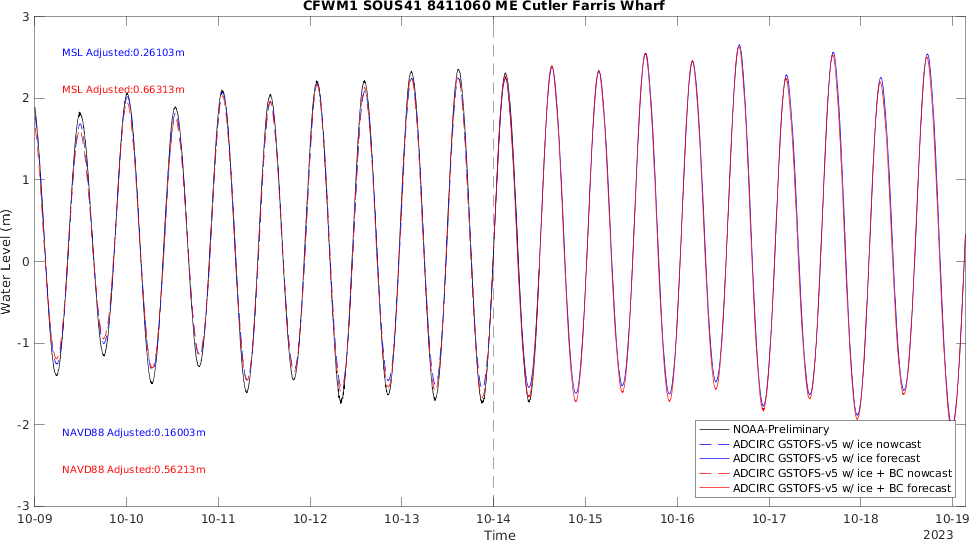 CFWM1 SOUS41 8411060 ME Cutler Farris Wharf
3
2
1
0
-1
-2
-3
Water Level (m)
MSL Adjusted:0.26103m
MSL Adjusted:0.66313m
NAVD88 Adjusted:0.16003m
NAVD88 Adjusted:0.56213m
NOAA-Preliminary
ADCIRC GSTOFS-v5 w/ ice nowcast
ADCIRC GSTOFS-v5 w/ ice forecast
ADCIRC GSTOFS-v5 w/ ice + BC nowcast
ADCIRC GSTOFS-v5 w/ ice + BC forecast
10-09 10-10 10-11 10-12 10-13 10-14 10-15 10-16 10-17 10-18 10-19
Time
2023